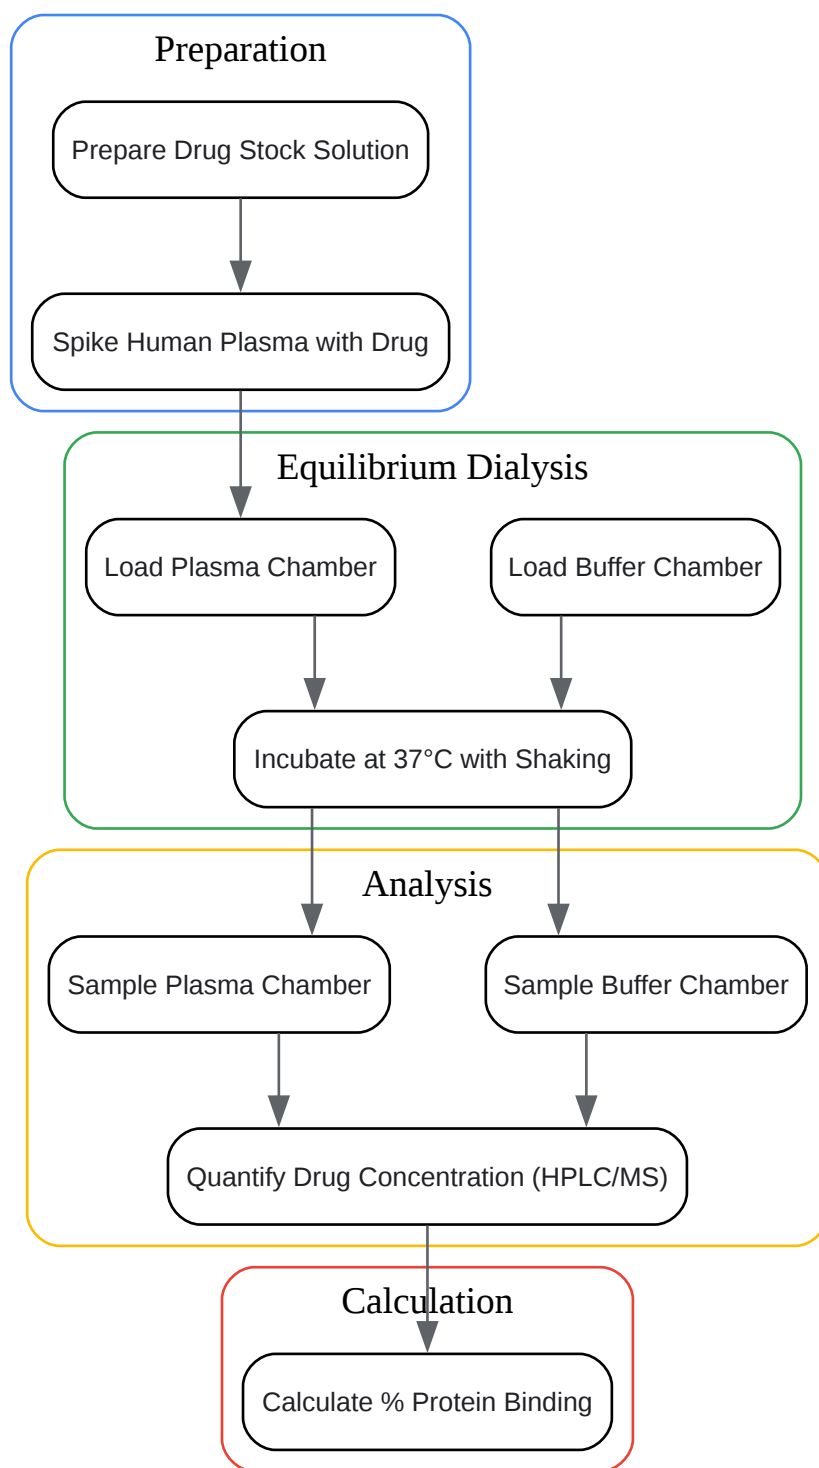 Preparation
Prepare Drug Stock Solution
Spike Human Plasma with Drug
Equilibrium Dialysis
Load Plasma Chamber
Load Buffer Chamber
Incubate at 37°C with Shaking
Analysis
Sample Plasma Chamber
Sample Buffer Chamber
Quantify Drug Concentration (HPLC/MS)
Calculation
Calculate % Protein Binding